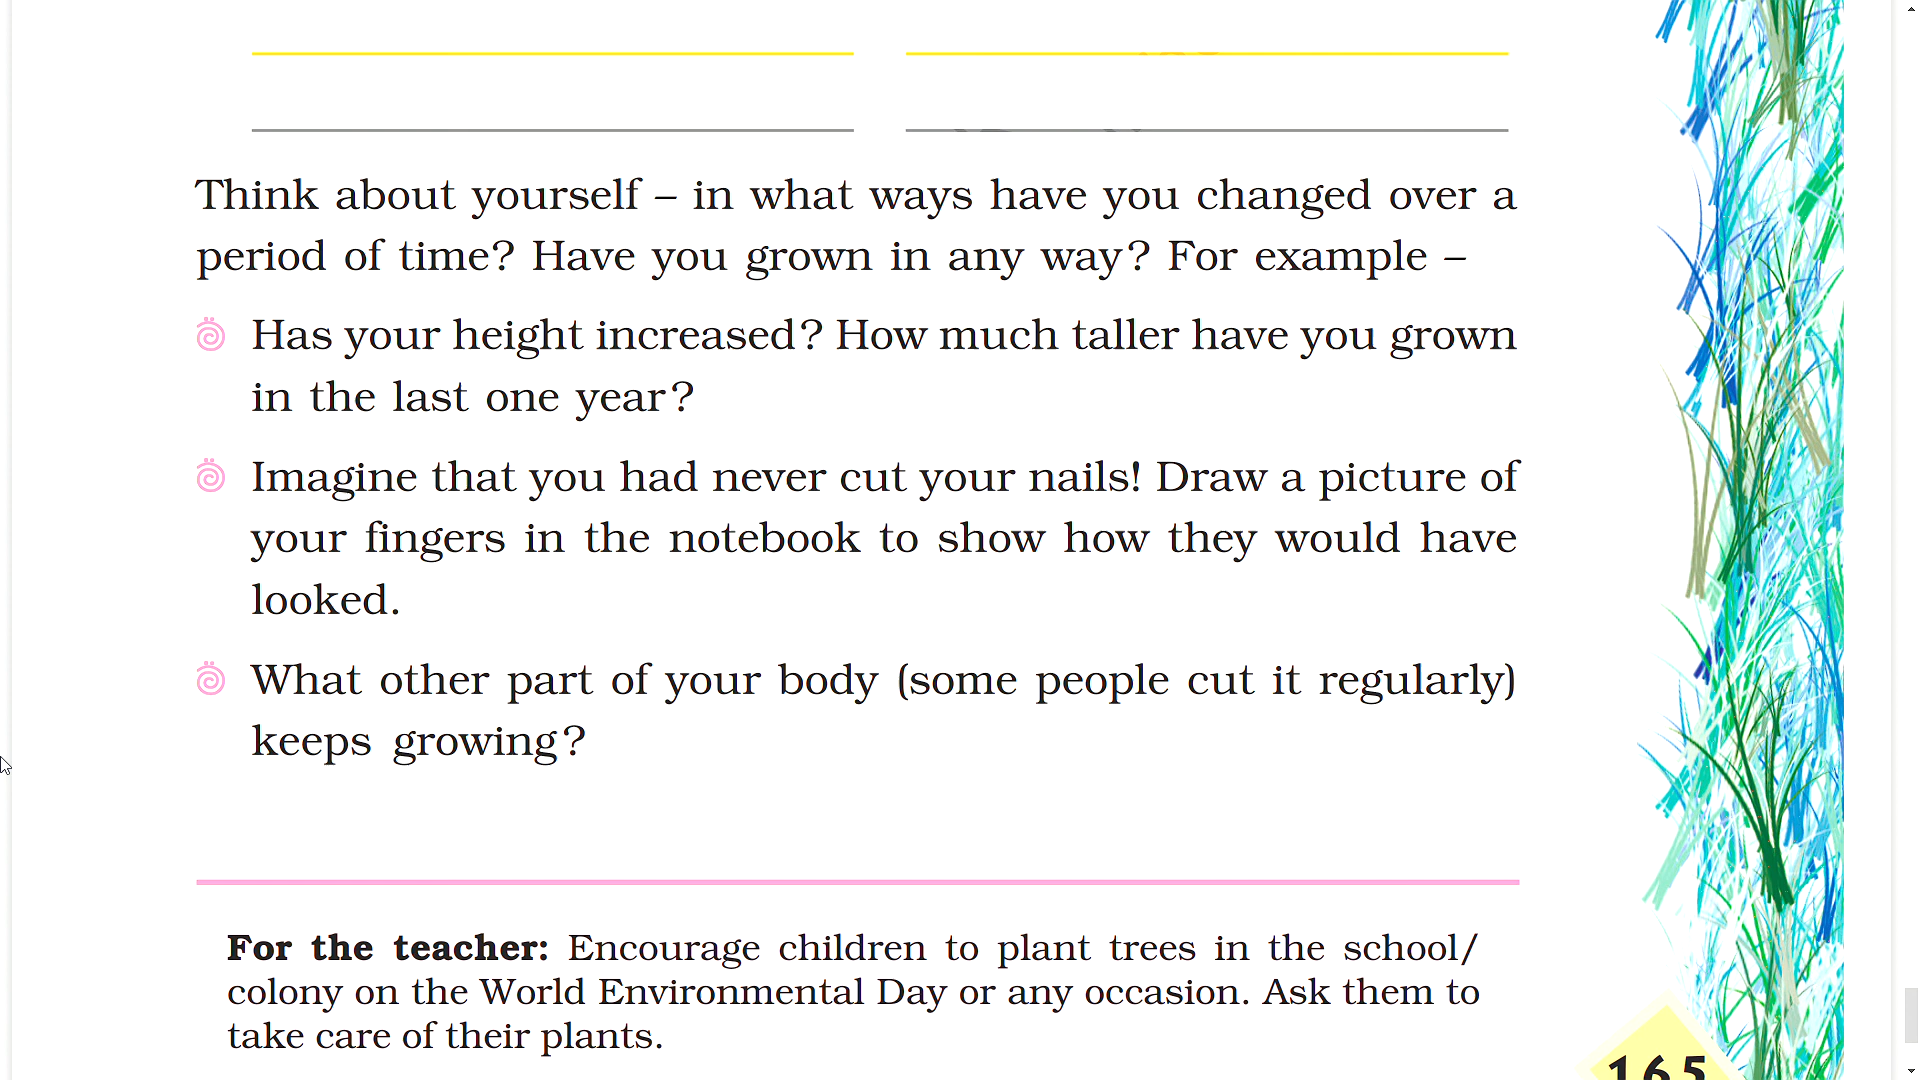 Think about yourself – in what ways have you changed over a
period of time? Have you grown in any way? For example –
Has your height increased? How much taller have you grown
in the last one year?
Imagine that you had never cut your nails! Draw a picture of
your fingers in the notebook to show how they would have
looked.
What other part of your body (some people cut it regularly)
keeps growing?
For the teacher: Encourage children to plant trees in the school/
colony on the World Environmental Day or any occasion. Ask them to
take care of their plants.
165